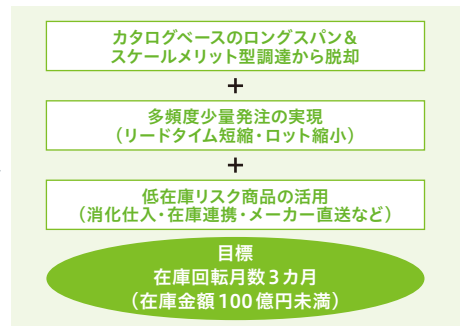 カタログベースのロングスパン＆
スケールメリット型調達から脱却
+
多頻度少量発注の実現
（リードタイム短縮・ロット縮小）
+
低在庫リスク商品の活用
（消化仕入・在庫連携・メーカー直送など）
目標
在庫回転月数3カ月
（在庫金額100億円未満）